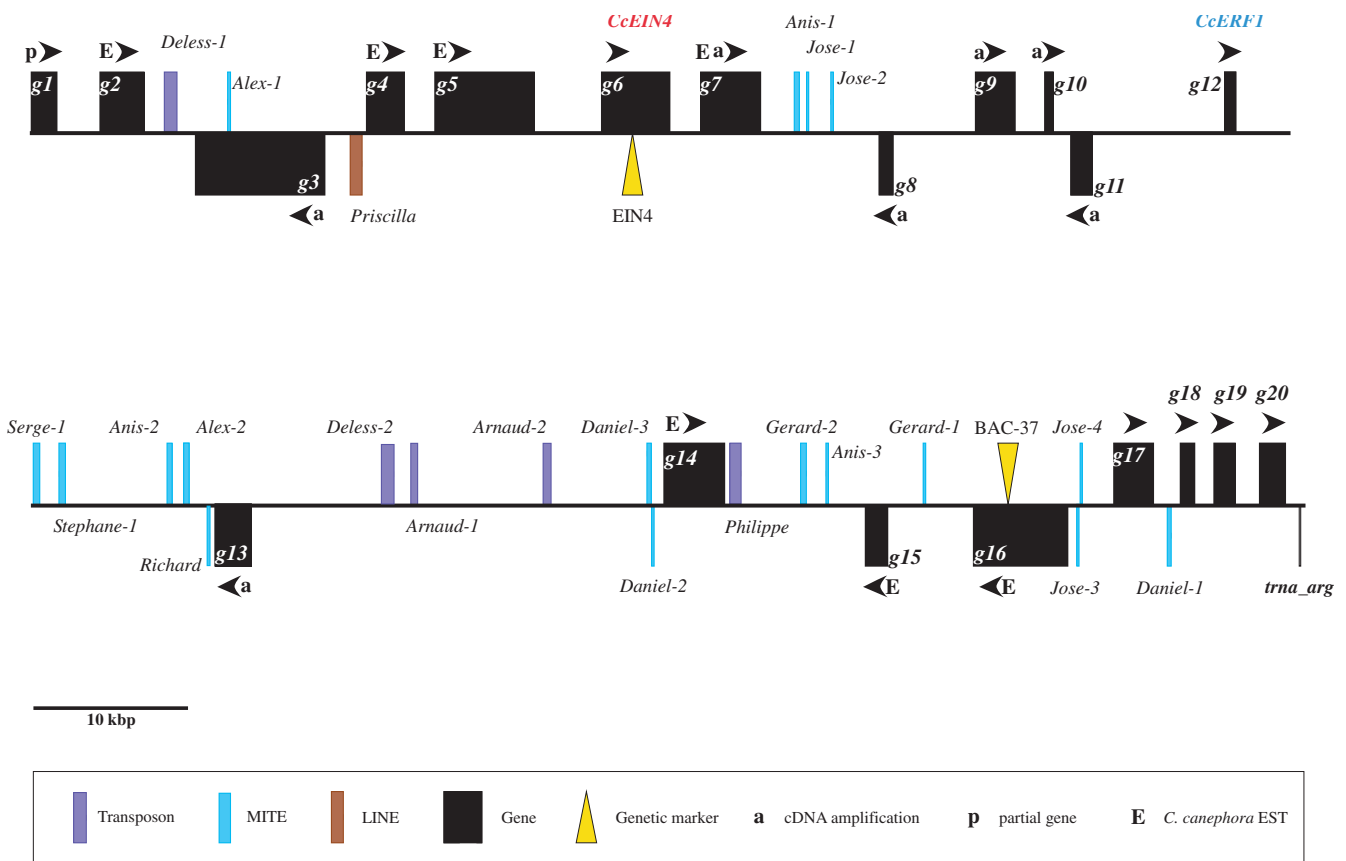 CcEIN4 CcERF1
Deless-1 Anis-1
Jose-1
p E E E E a a a
g1 g2 Alex-1 g4 g5 g6 g7 Jose-2 g9 g10 g12
g3 g8 g11
a Priscilla EIN4 a a
g18 g19 g20
Serge-1 Anis-2 Alex-2 Deless-2 Arnaud-2 Daniel-3 E Gerard-2 Gerard-1 BAC-37 Jose-4
g14 Anis-3 g17
Stephane-1 Arnaud-1 Philippe
Richard g13 g15 g16
a Daniel-2 E E Jose-3 Daniel-1 trna_arg
10 kbp
Transposon MITE LINE Gene Genetic marker a cDNA amplification p partial gene E C. canephora EST